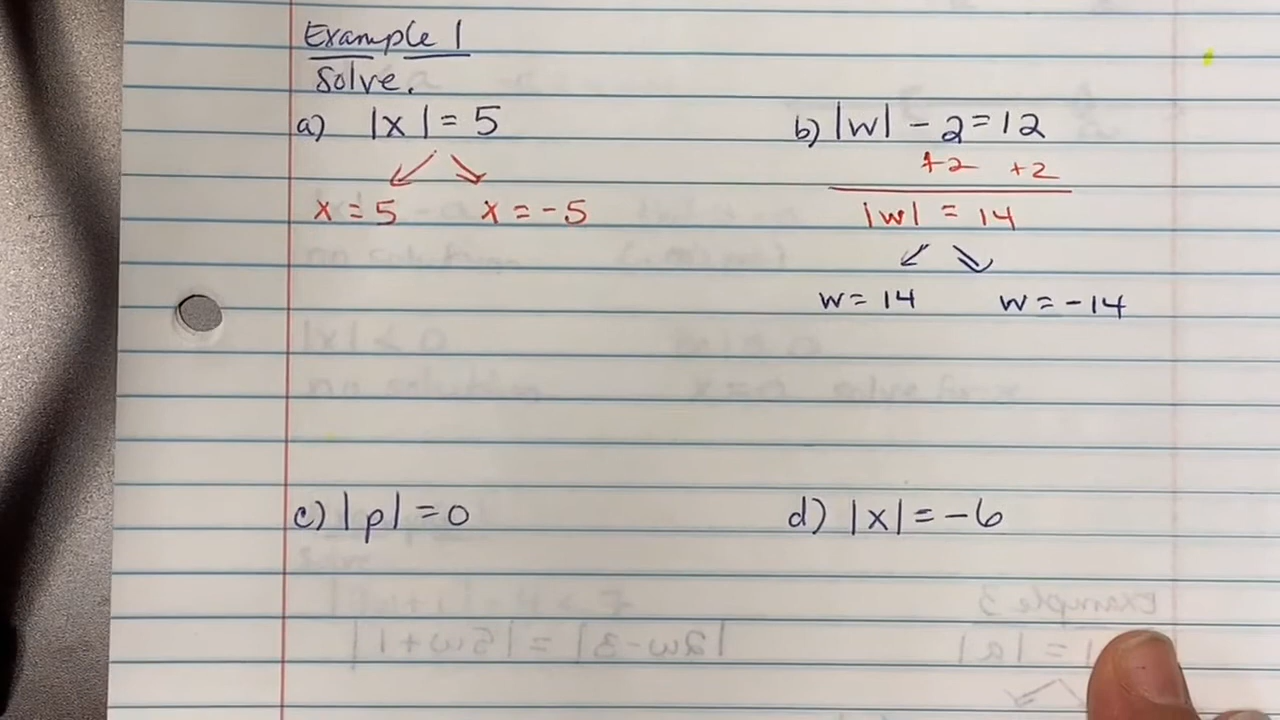 Example 1
Solve.
a) |x| = 5
x = 5 x = -5
b) |w| - 2 = 12
+2 +2
|w| = 14
w = 14 w = -14
c) |p| = 0
d) |x| = -6